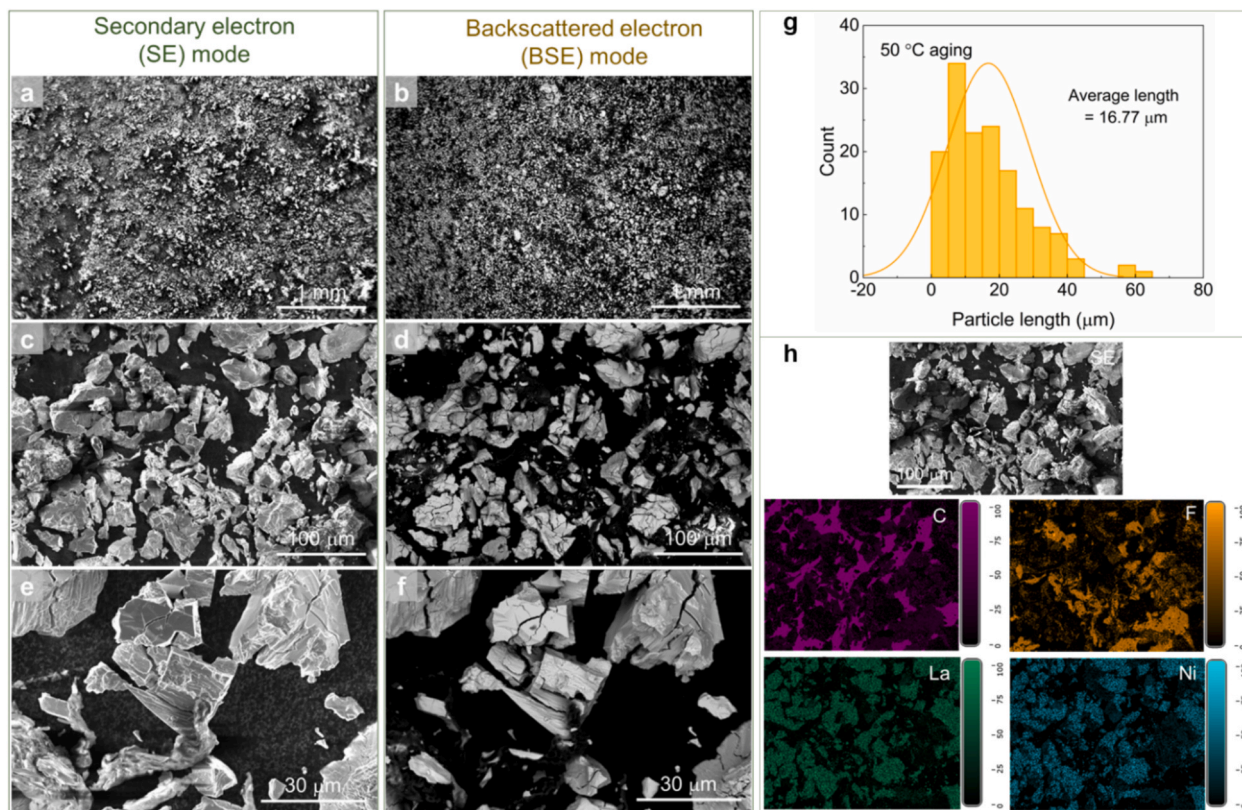 Secondary electron
(SE) mode
Backscattered electron
(BSE) mode
a
1 mm
b
1 mm
c
100 μm
d
100 μm
e
30 μm
f
30 μm
g
50 °C aging
Average length
= 16.77 μm
Count
40
30
20
10
0
-20
0
20
40
60
80
Particle length (μm)
h
SE
100 μm
C
100
75
50
25
0
F
La
100
75
50
25
0
Ni